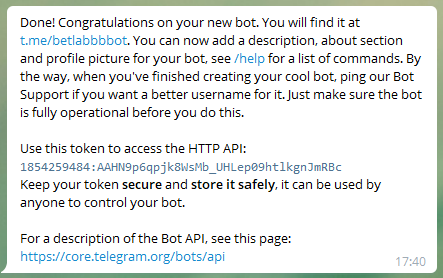 Done! Congratulations on your new bot. You will find it at
t.me/betlabbbbot. You can now add a description, about section
and profile picture for your bot, see /help for a list of commands. By
the way, when you've finished creating your cool bot, ping our Bot
Support if you want a better username for it. Just make sure the bot
is fully operational before you do this.

Use this token to access the HTTP API:
1854259484:AAHN9p6qpjk8WsMb_UHLep09htlkgnJmRBc
Keep your token secure and store it safely, it can be used by
anyone to control your bot.

For a description of the Bot API, see this page:
https://core.telegram.org/bots/api
17:40